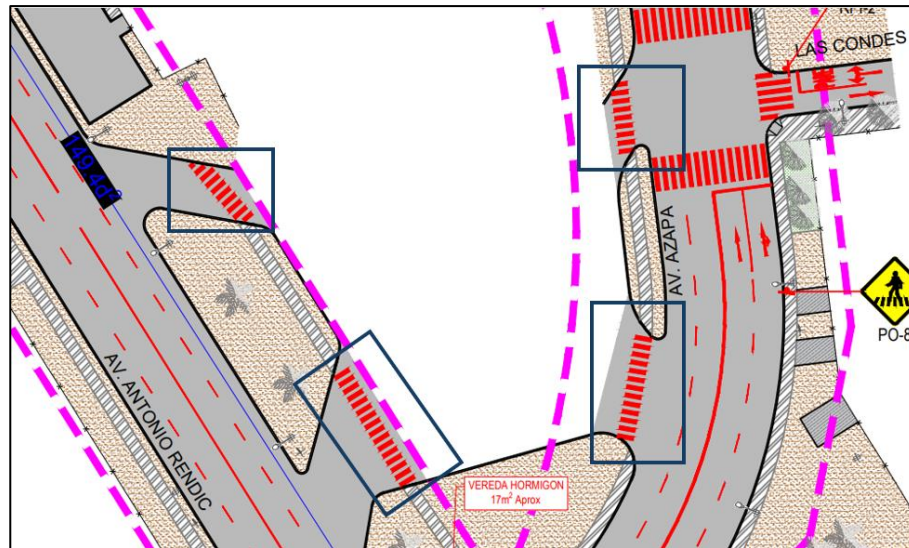 LAS CONDES
AV. AZAPA
PO-8
AV. ANTONIO RENDIC
VEREDA HORMIGON
17m² Aprox